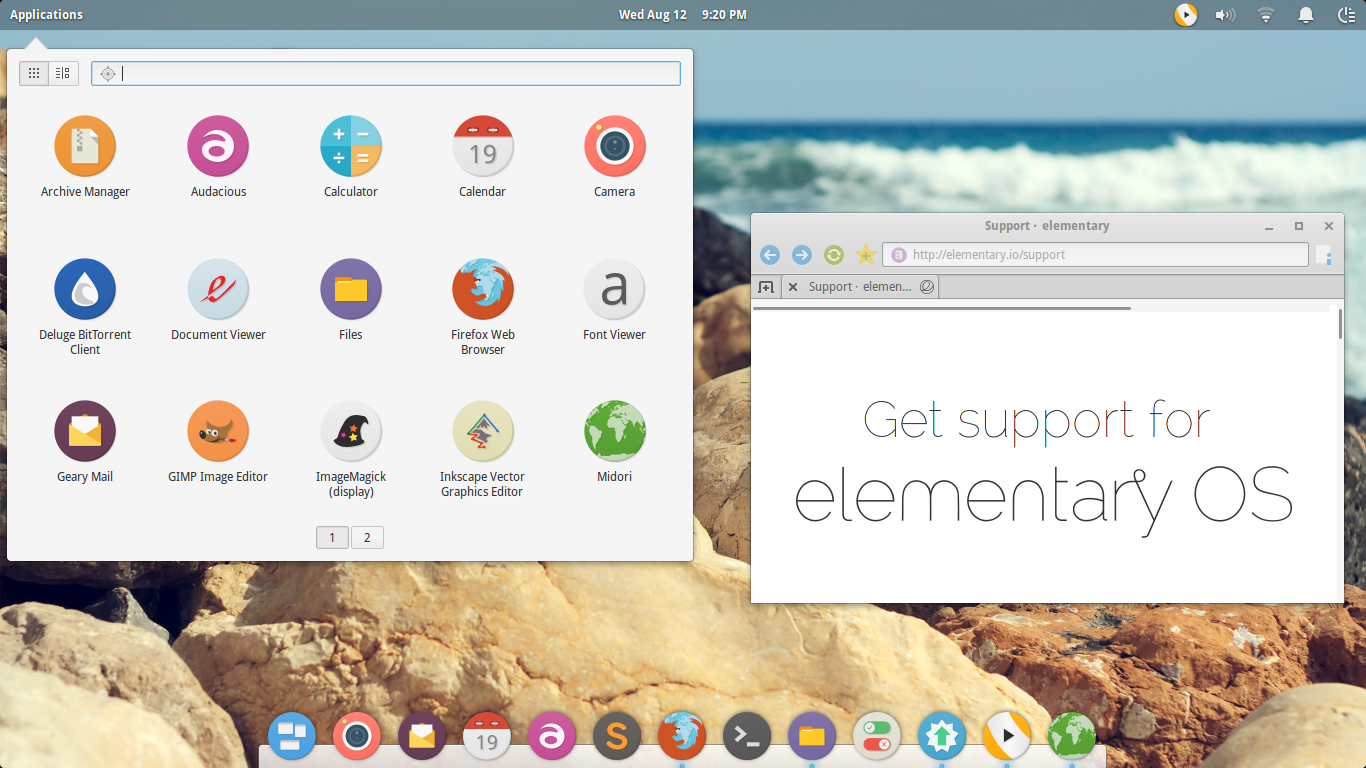 Applications
Wed Aug 12 9:20 PM
Archive Manager
Audacious
Calculator
19
Calendar
Camera
Deluge BitTorrent
Client
Document Viewer
Files
Firefox Web
Browser
a
Font Viewer
Geary Mail
GIMP Image Editor
ImageMagick
(display)
Inkscape Vector
Graphics Editor
Midori
1
2
Support · elementary
http://elementary.io/support
Support · elemen...
Get support for
elementary OS
19
S